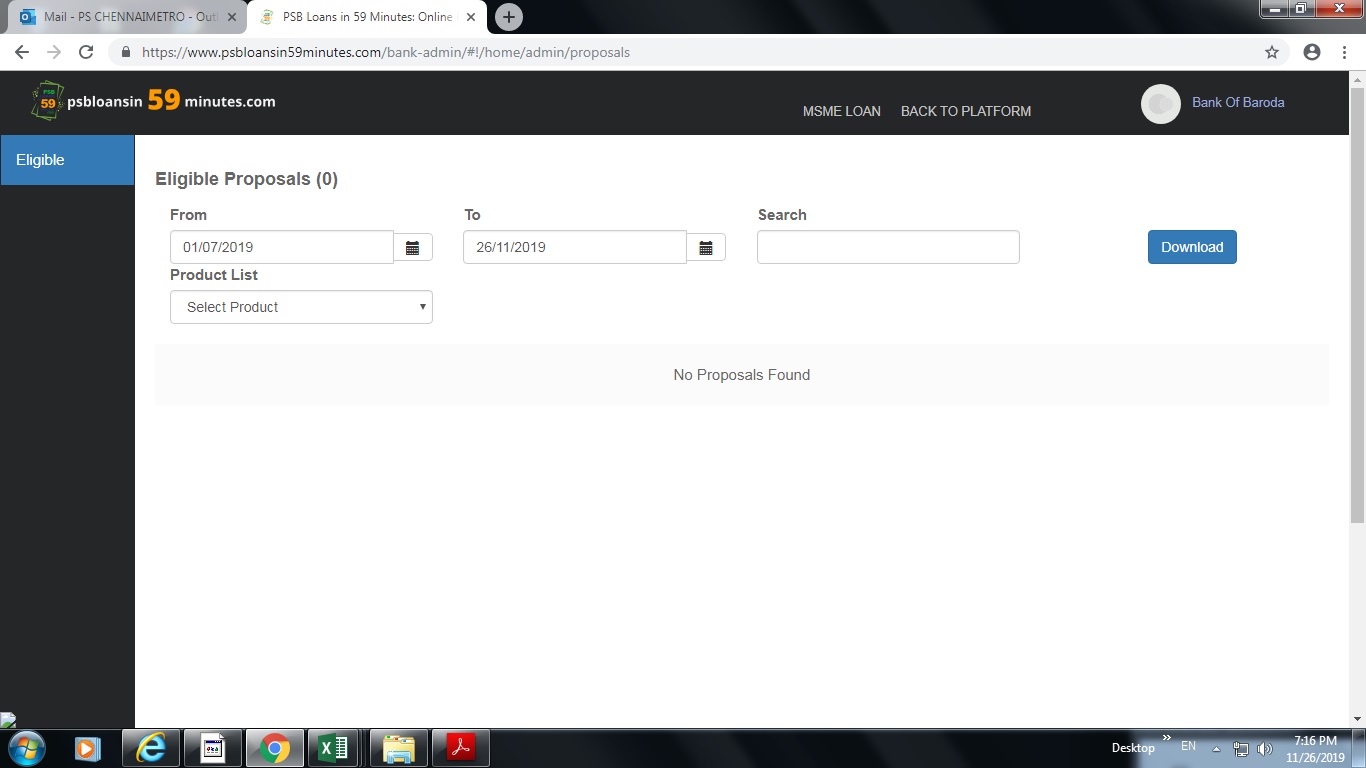 Mail - PS CHENNAIMETRO - Out
PSB Loans in 59 Minutes: Online
https://www.psbloansin59minutes.com/bank-admin/#!/home/admin/proposals
PSB
59
psbloansin 59 minutes.com
MSME LOAN
BACK TO PLATFORM
Bank Of Baroda
Eligible
Eligible Proposals (0)
From
To
Search
01/07/2019
26/11/2019
Download
Product List
Select Product
No Proposals Found
Desktop
EN
7:16 PM
11/26/2019